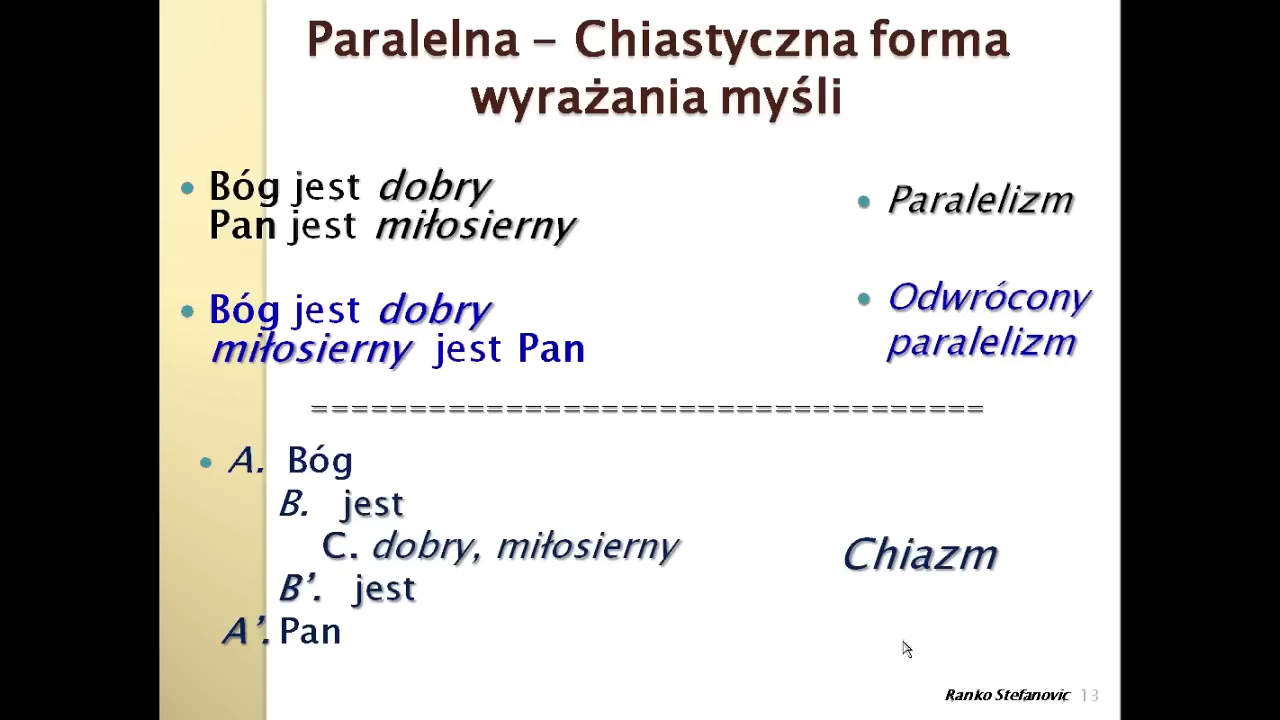 Paralelna – Chiastyczna forma
wyrażania myśli
• Bóg jest dobry
Pan jest miłosierny
• Paralelizm
• Bóg jest dobry
miłosierny jest Pan
• Odwrócony
paralelizm
===================================
• A. Bóg
B. jest
C. dobry, miłosierny
B’. jest
A’. Pan
Chiazm
Ranko Stefanovic 13